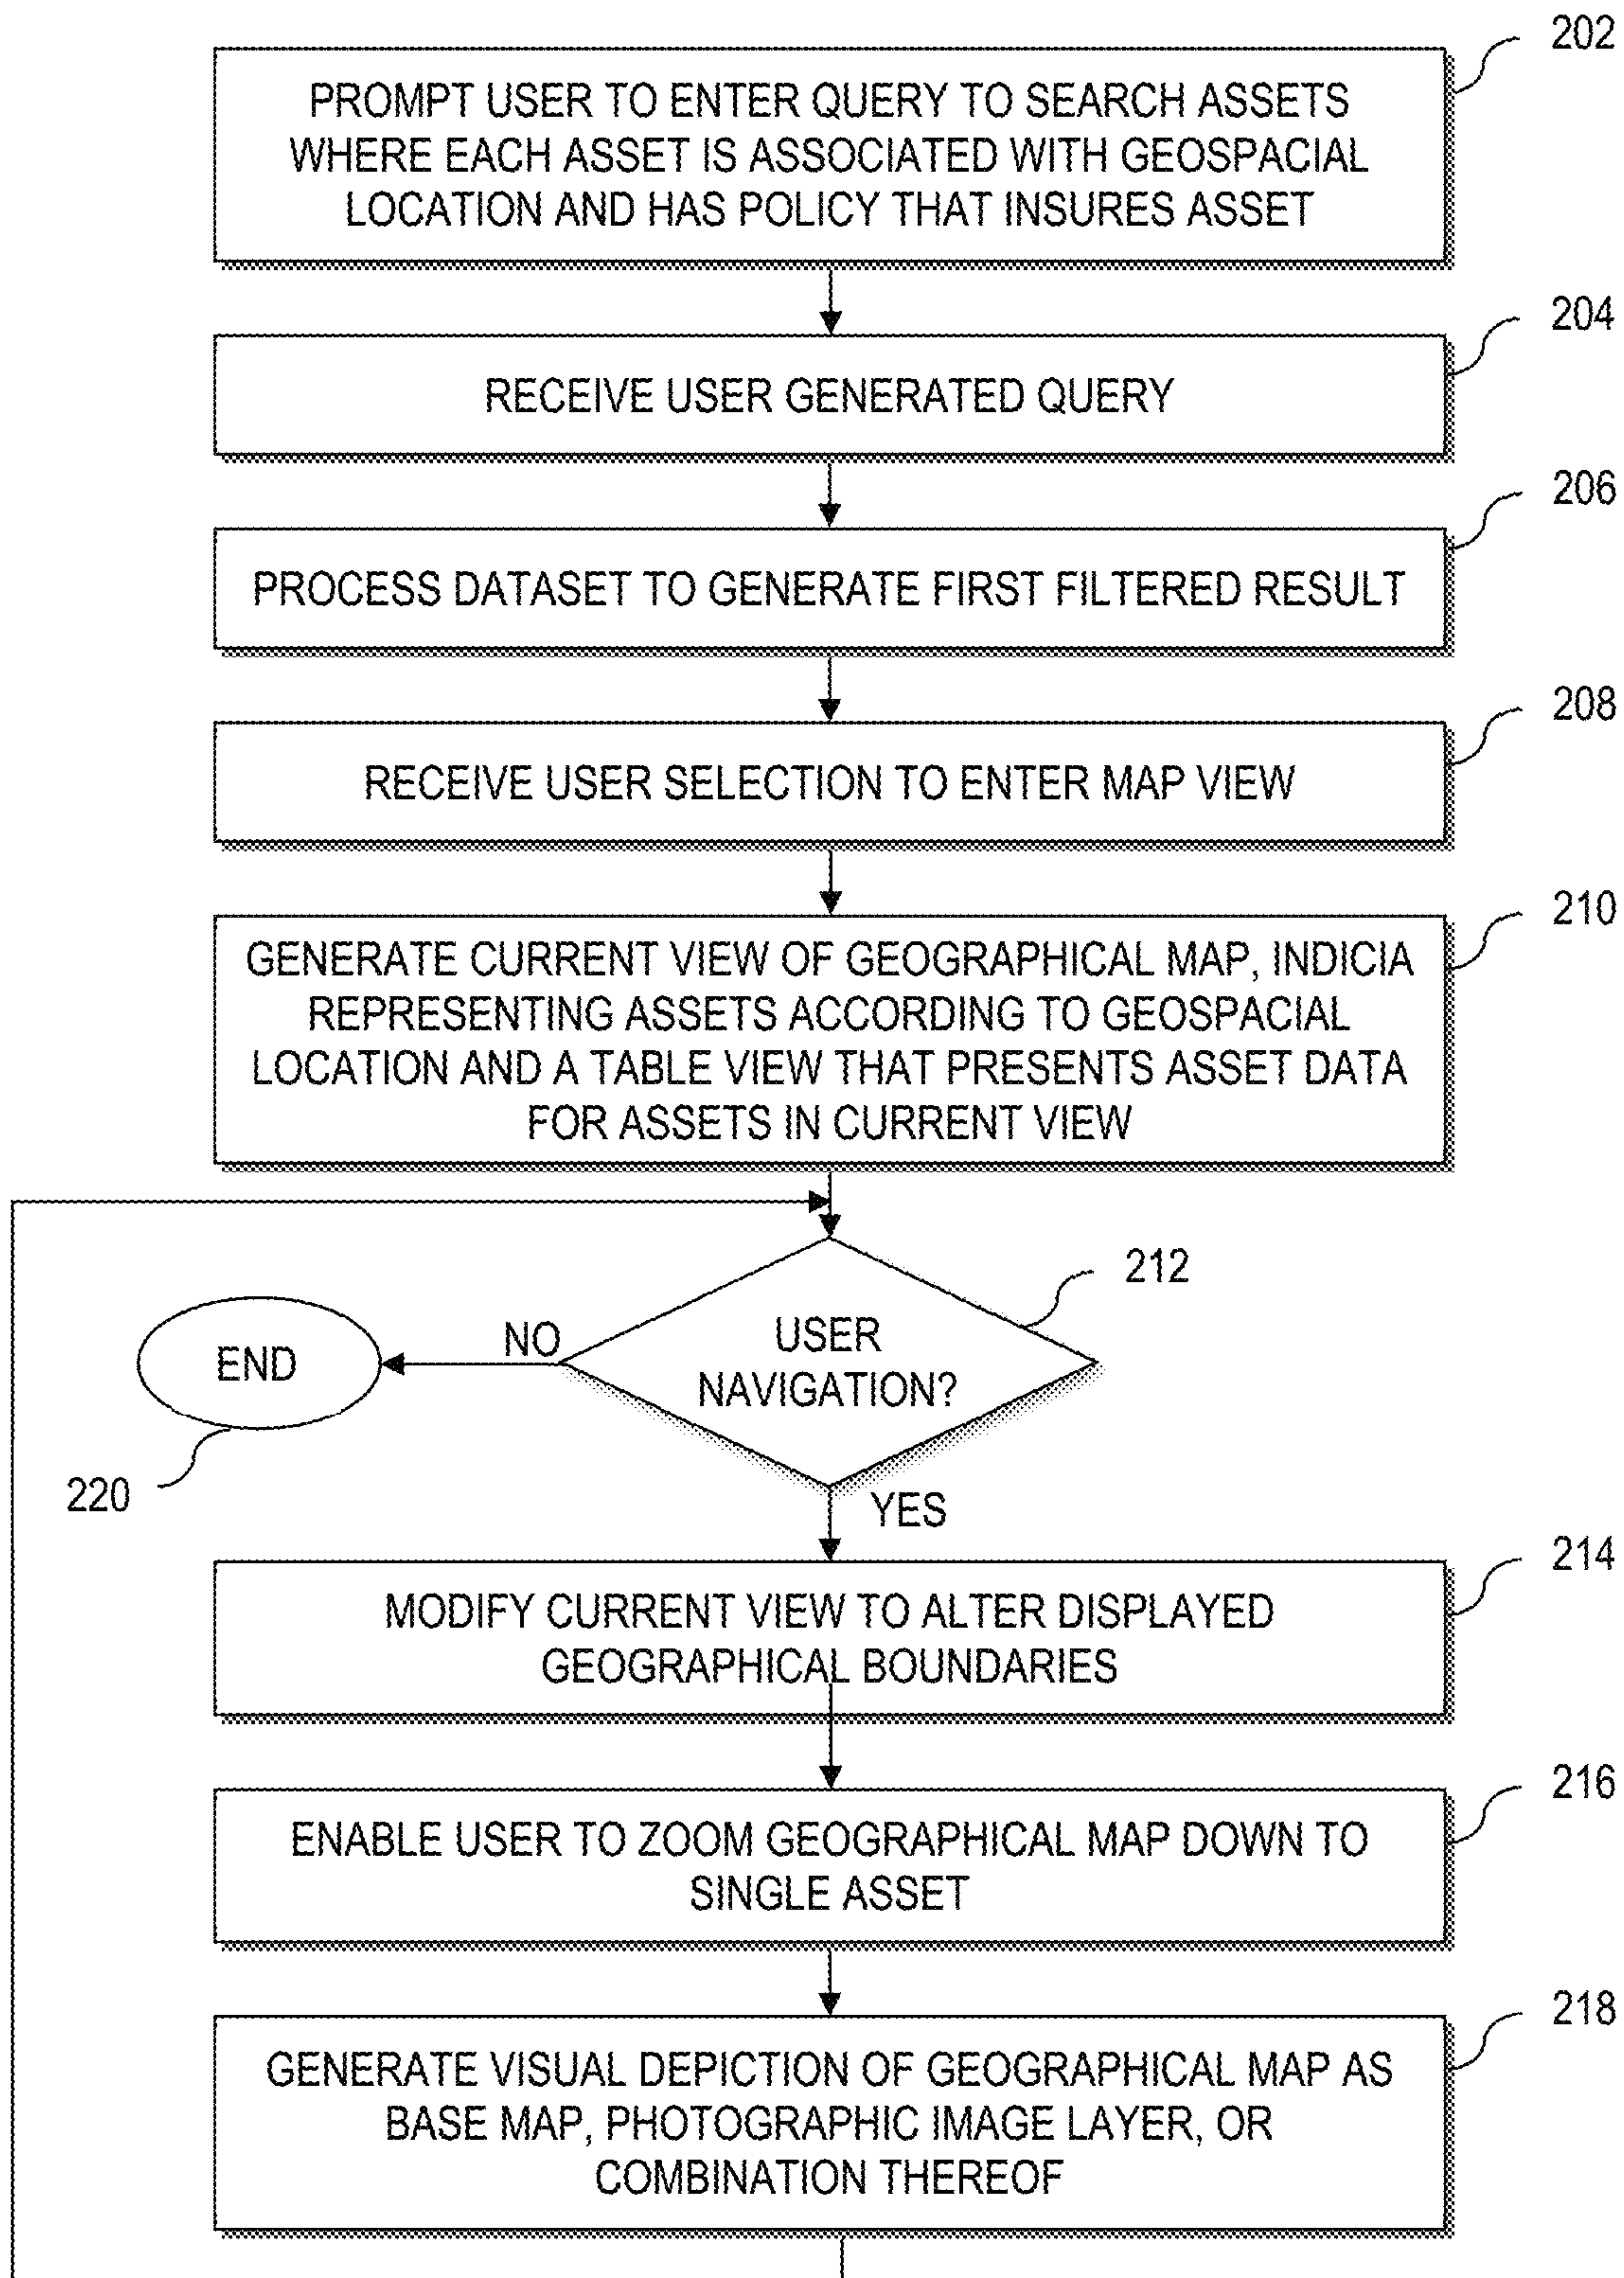 202
PROMPT USER TO ENTER QUERY TO SEARCH ASSETS
WHERE EACH ASSET IS ASSOCIATED WITH GEOSPACIAL
LOCATION AND HAS POLICY THAT INSURES ASSET
204
RECEIVE USER GENERATED QUERY
206
PROCESS DATASET TO GENERATE FIRST FILTERED RESULT
208
RECEIVE USER SELECTION TO ENTER MAP VIEW
210
GENERATE CURRENT VIEW OF GEOGRAPHICAL MAP, INDICIA
REPRESENTING ASSETS ACCORDING TO GEOSPACIAL
LOCATION AND A TABLE VIEW THAT PRESENTS ASSET DATA
FOR ASSETS IN CURRENT VIEW
212
USER
NAVIGATION?
NO
END
220
YES
214
MODIFY CURRENT VIEW TO ALTER DISPLAYED
GEOGRAPHICAL BOUNDARIES
216
ENABLE USER TO ZOOM GEOGRAPHICAL MAP DOWN TO
SINGLE ASSET
218
GENERATE VISUAL DEPICTION OF GEOGRAPHICAL MAP AS
BASE MAP, PHOTOGRAPHIC IMAGE LAYER, OR
COMBINATION THEREOF